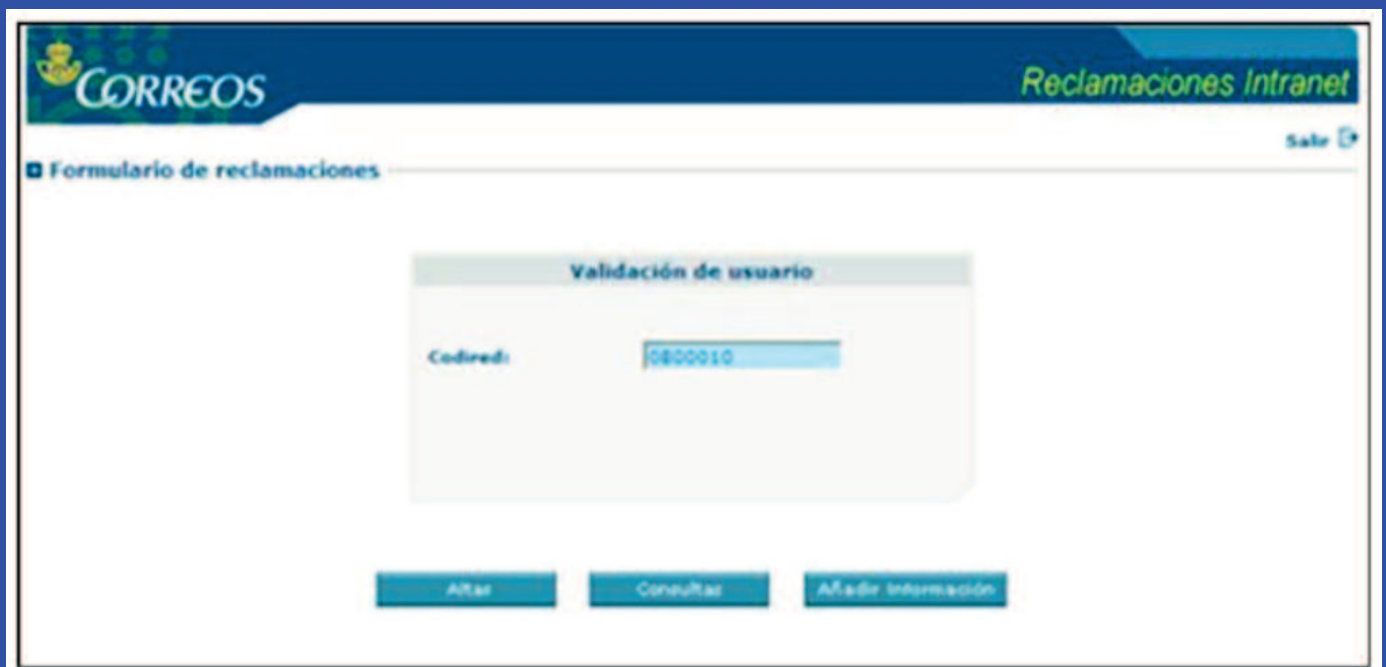 CORREOS
Reclamaciones Intranet
Salir
Formulario de reclamaciones
Validación de usuario
Codired:
0800010
Altas
Consultas
Añadir Información